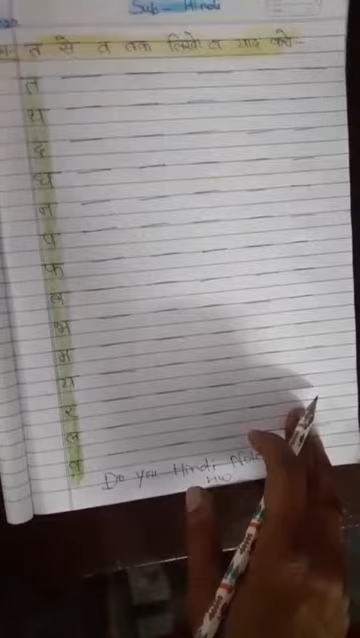 Sub - Hindi
त से व तक लिखो व याद करो -
त
थ
द
ध
न
प
फ
ब
भ
म
य
र
ल
व
Do you Hindi
HW